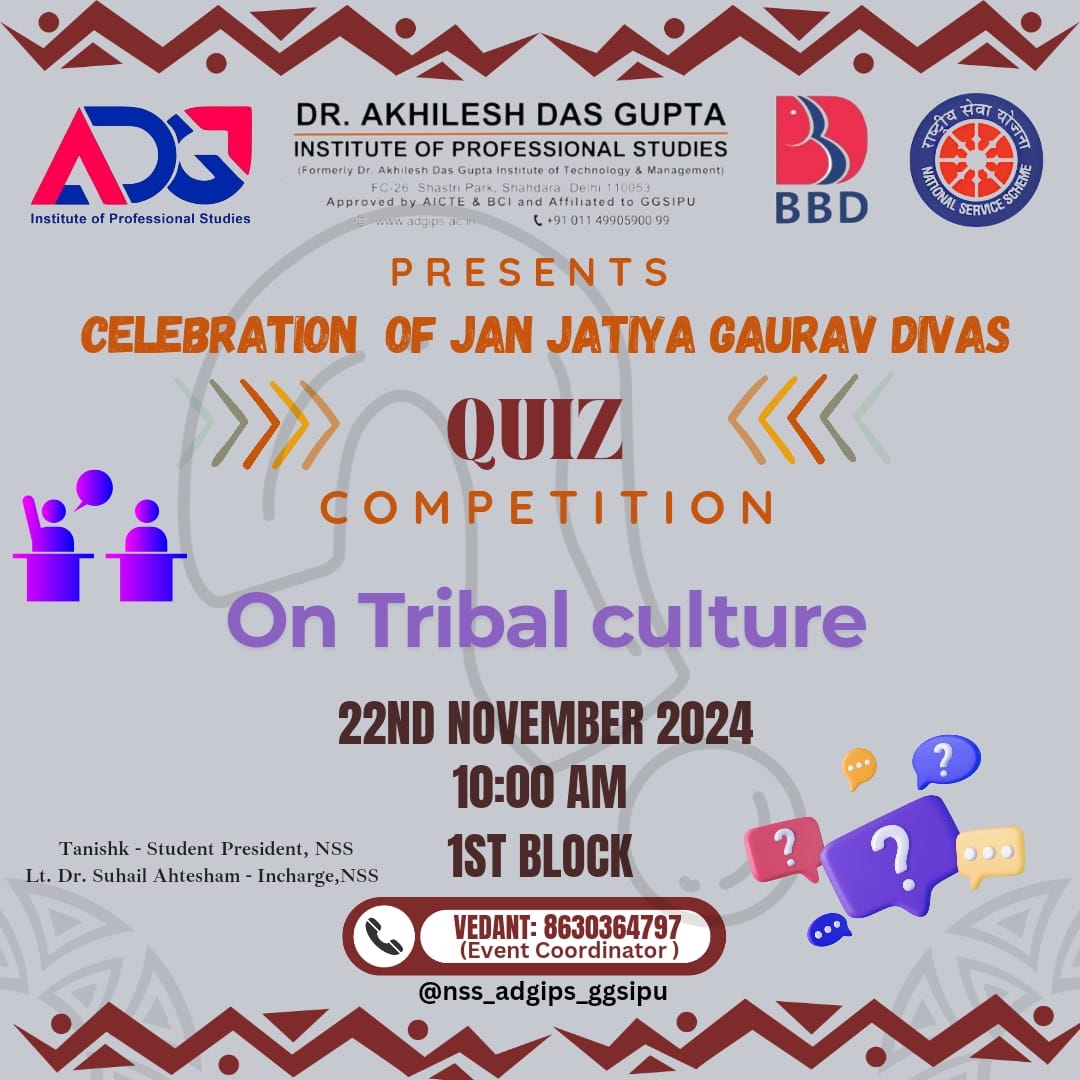 ADGI
Institute of Professional Studies
DR. AKHILESH DAS GUPTA
INSTITUTE OF PROFESSIONAL STUDIES
(Formerly Dr. Akhilesh Das Gupta Institute of Technology & Management)
FC-26 Shastri Park, Shahdara, Delhi 110053
Approved by AICTE & BCI and Affiliated to GGSIPU
www.adgips.ac.in +91 011 49905900 99
BBD
राष्ट्रीय सेवा योजना
NATIONAL SERVICE SCHEME
PRESENTS
CELEBRATION OF JAN JATIYA GAURAV DIVAS
QUIZ
COMPETITION
On Tribal culture
22ND NOVEMBER 2024
10:00 AM
1ST BLOCK
Tanishk - Student President, NSS
Lt. Dr. Suhail Ahtesham - Incharge,NSS
VEDANT: 8630364797
(Event Coordinator )
@nss_adgips_ggsipu